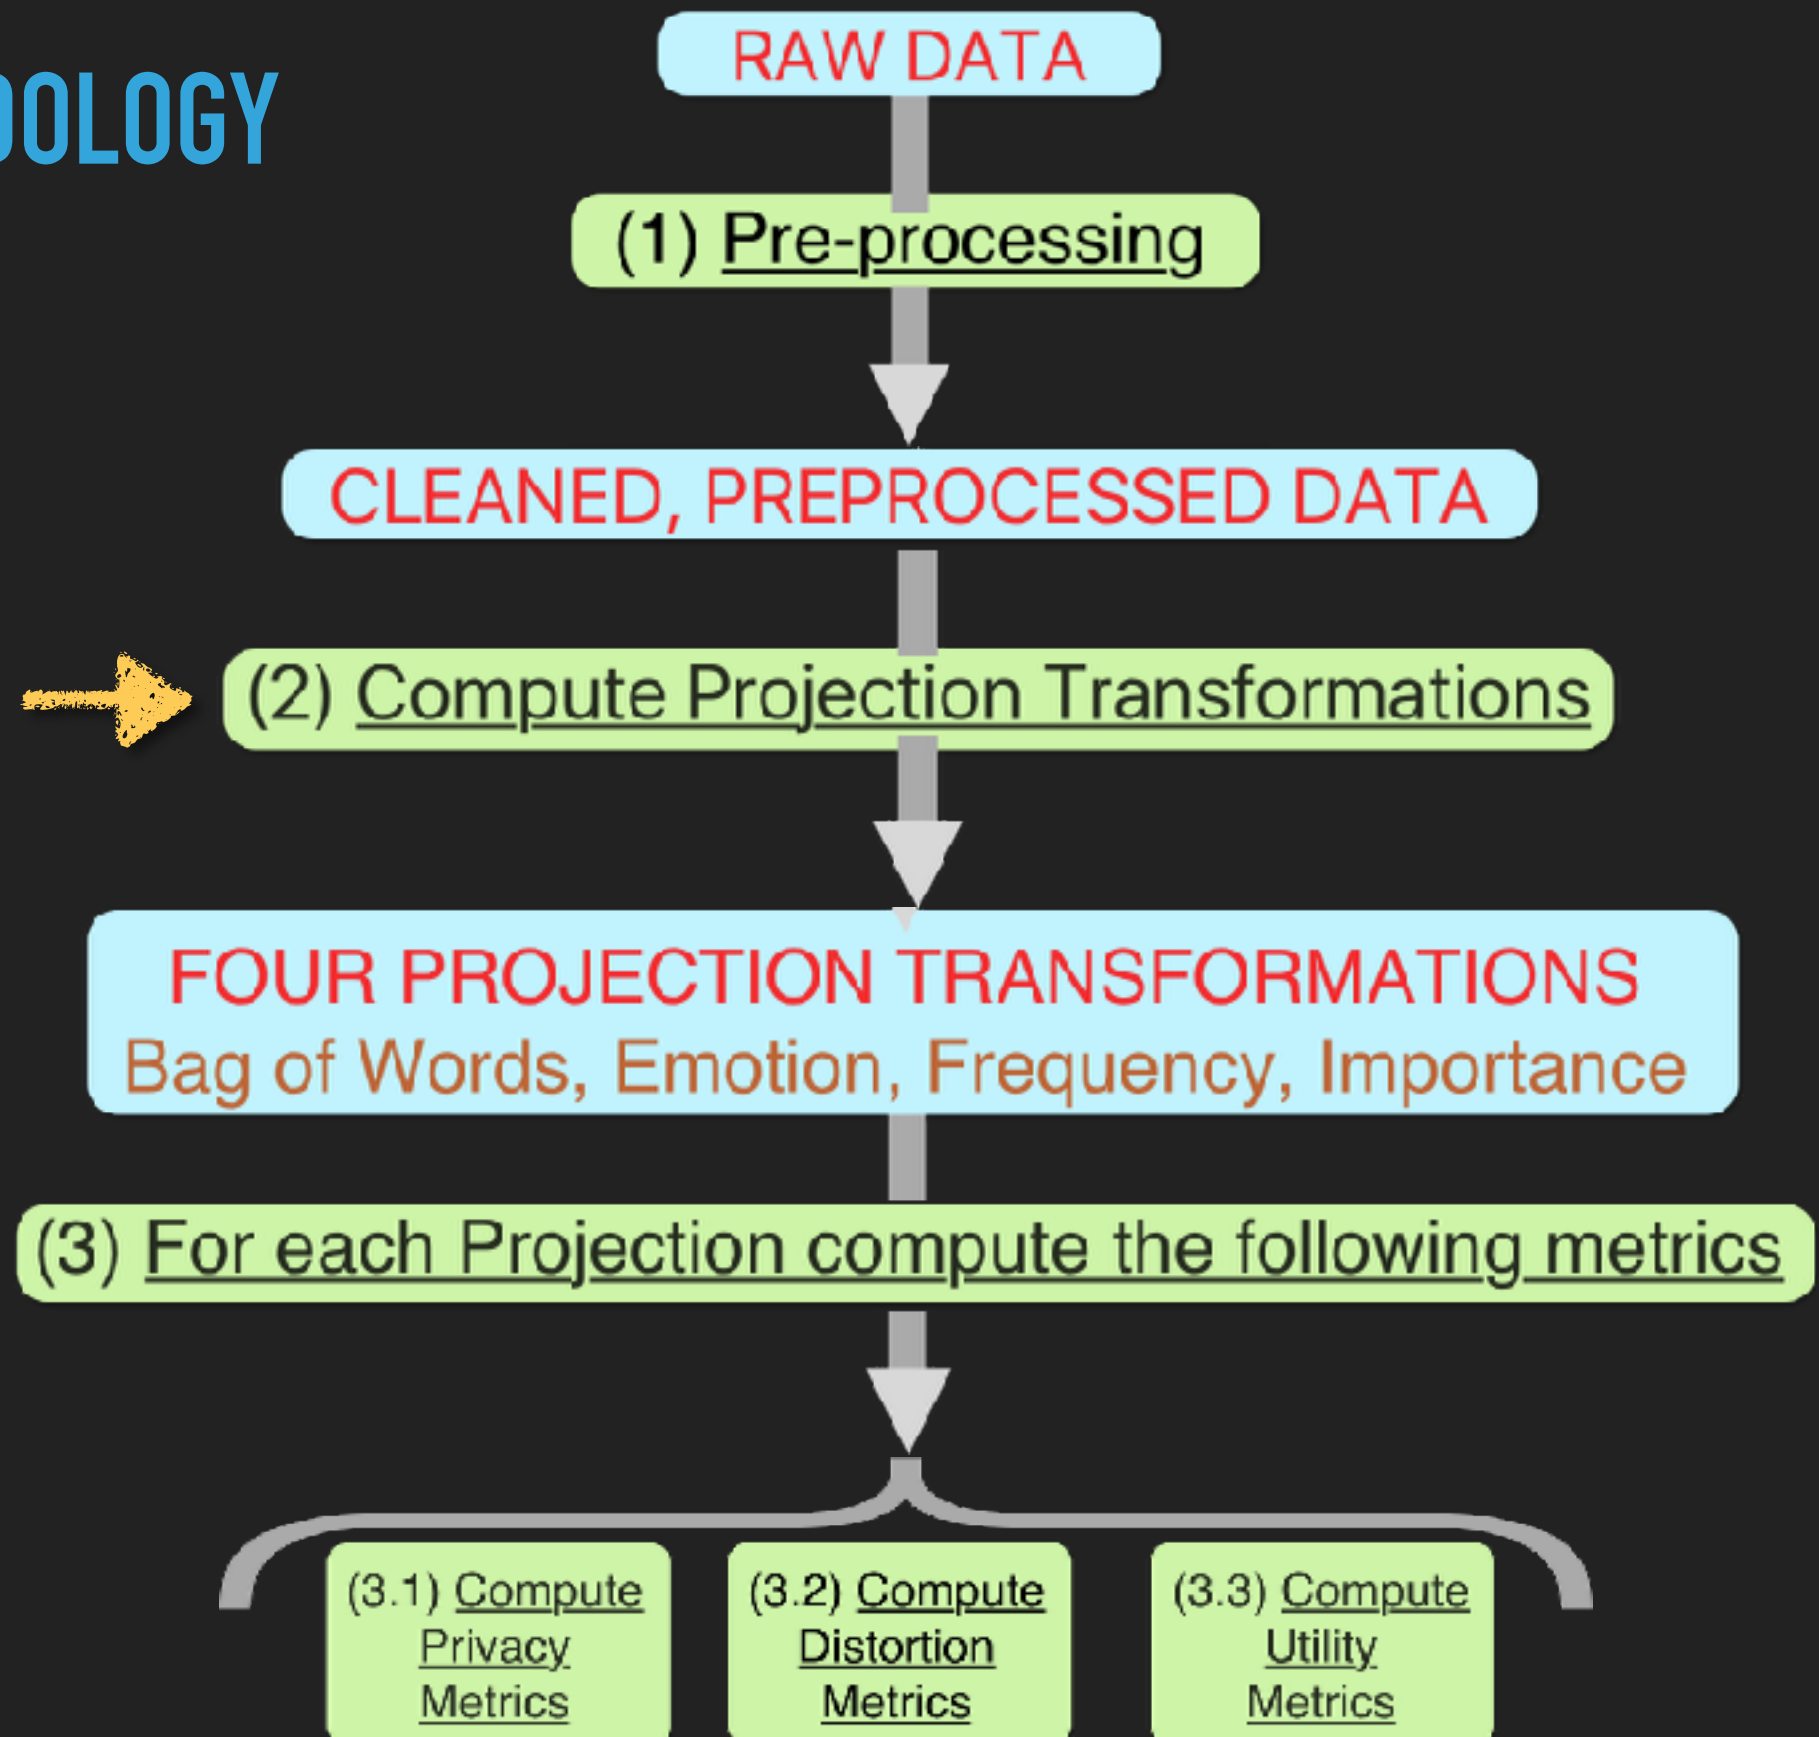 RAW DATA
OLOGY
(1) Pre-processing
CLEANED, PREPROCESSED DATA
(2) Compute Projection Transformations
FOUR PROJECTION TRANSFORMATIONS
Bag of Words, Emotion, Frequency, Importance
(3) For each Projection compute the following metrics
(3.1) Compute
Privacy
Metrics
(3.2) Compute
Distortion
Metrics
(3.3) Compute
Utility
Metrics